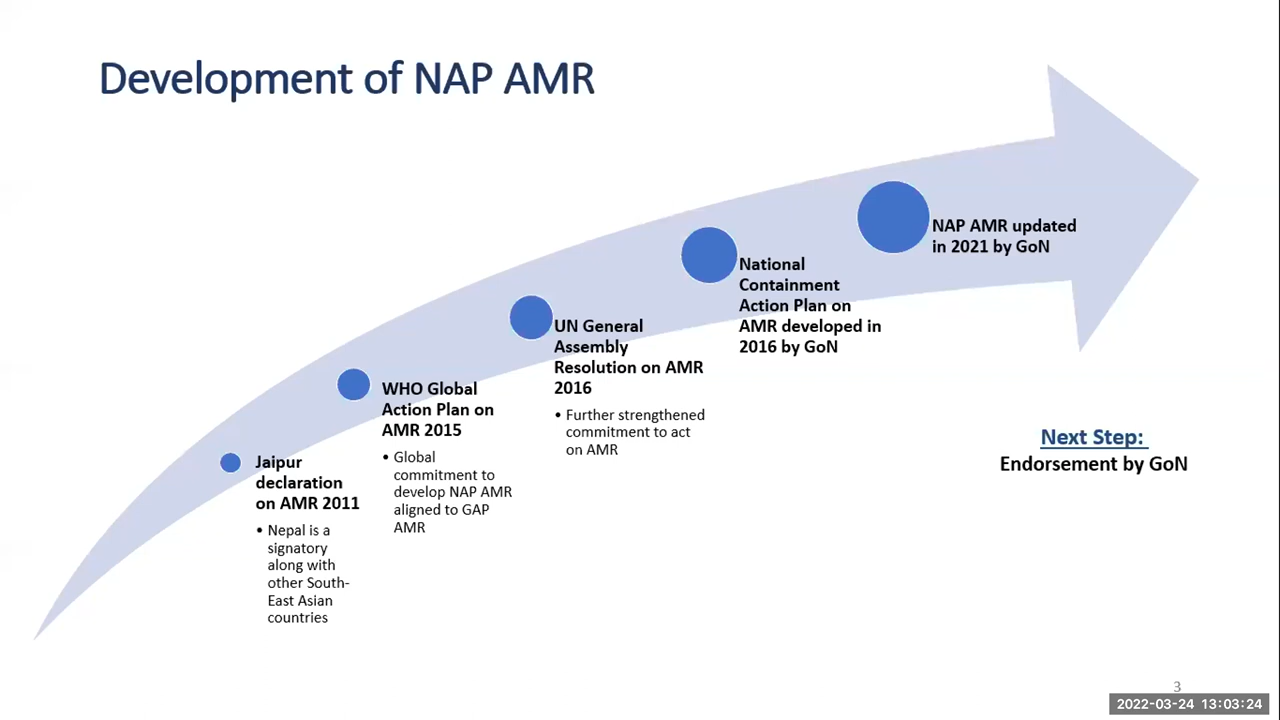 Development of NAP AMR
Jaipur
declaration
on AMR 2011
• Nepal is a
signatory
along with
other South-
East Asian
countries
WHO Global
Action Plan on
AMR 2015
• Global
commitment to
develop NAP AMR
aligned to GAP
AMR
UN General
Assembly
Resolution on AMR
2016
• Further strengthened
commitment to act
on AMR
National
Containment
Action Plan on
AMR developed in
2016 by GoN
NAP AMR updated
in 2021 by GoN
Next Step:
Endorsement by GoN
3
2022-03-24 13:03:24